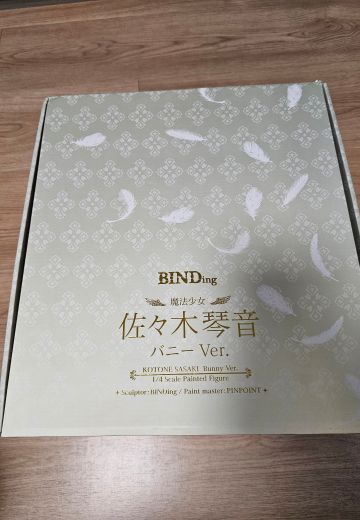 BINDing
魔法少女
佐々木琴音
バニー Ver.
KOTONE SASAKI Bunny Ver.
1/4 Scale Painted Figure
✦ Sculptor: BINDing / Paint master: PINPOINT ✦